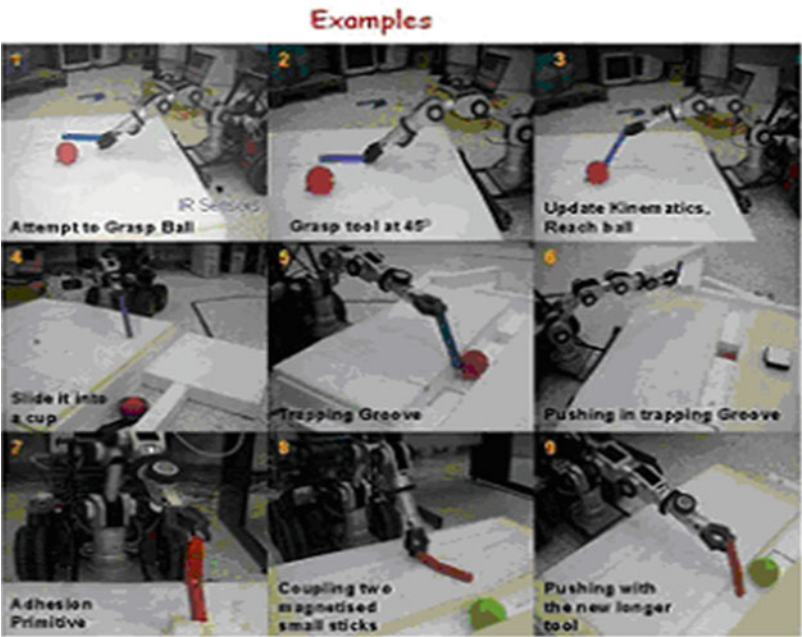 Examples
1
2
3
IR Sensors
Attempt to Grasp Ball
Grasp tool at 45°
Update Kinematics,
Reach ball
4
5
6
Slide it into
a cup
Trapping Groove
Pushing in trapping Groove
7
8
9
Adhesion
Primitive
Coupling two
magnetised
small sticks
Pushing with
the new longer
tool